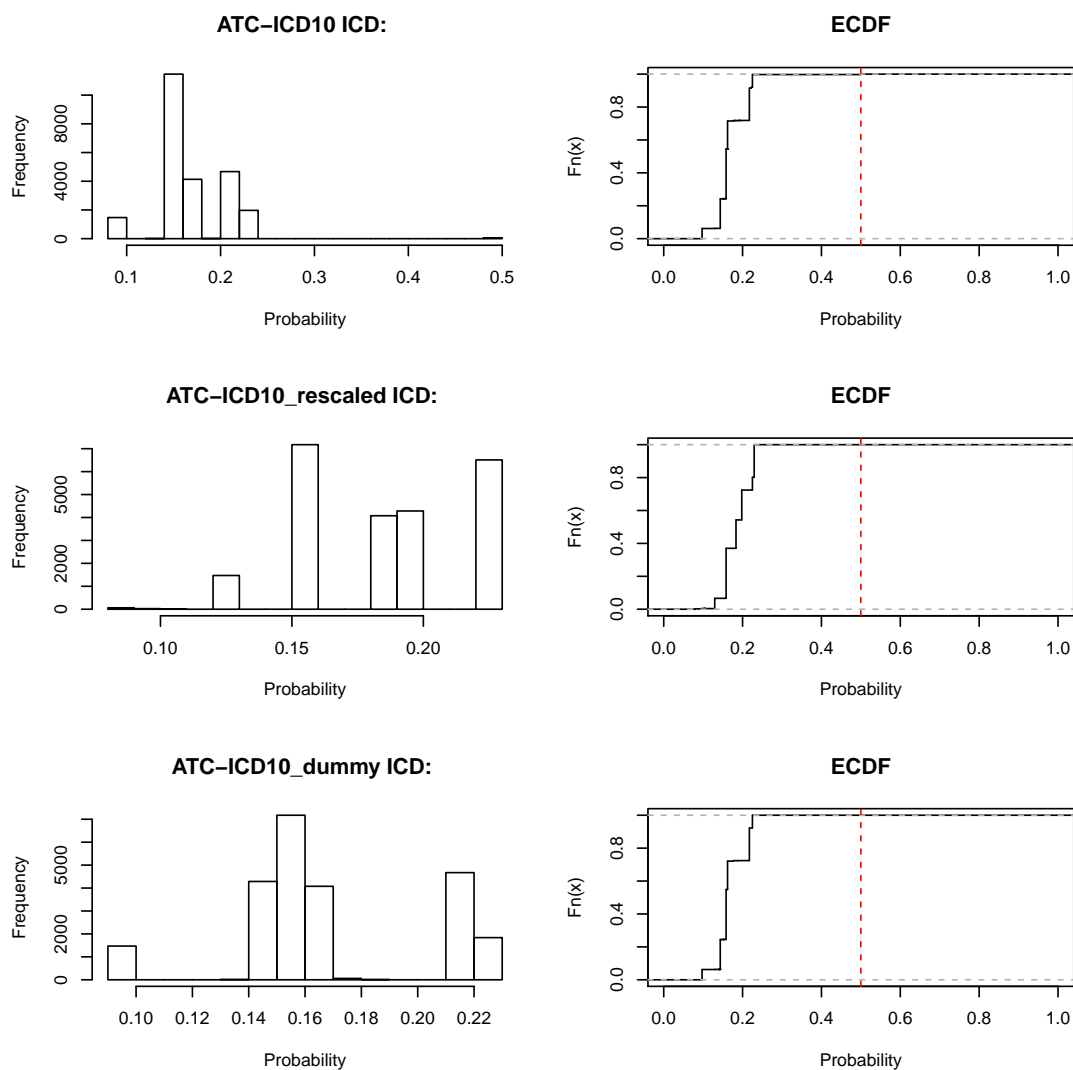 ATC−ICD10 ICD:
Frequency
0 4000 8000
0.1 0.2 0.3 0.4 0.5
Probability
ECDF
Fn(x)
0.0 0.4 0.8
0.0 0.2 0.4 0.6 0.8 1.0
Probability
ATC−ICD10_rescaled ICD:
Frequency
0 2000 5000
0.10 0.15 0.20
Probability
ECDF
Fn(x)
0.0 0.4 0.8
0.0 0.2 0.4 0.6 0.8 1.0
Probability
ATC−ICD10_dummy ICD:
Frequency
0 2000 5000
0.10 0.12 0.14 0.16 0.18 0.20 0.22
Probability
ECDF
Fn(x)
0.0 0.4 0.8
0.0 0.2 0.4 0.6 0.8 1.0
Probability